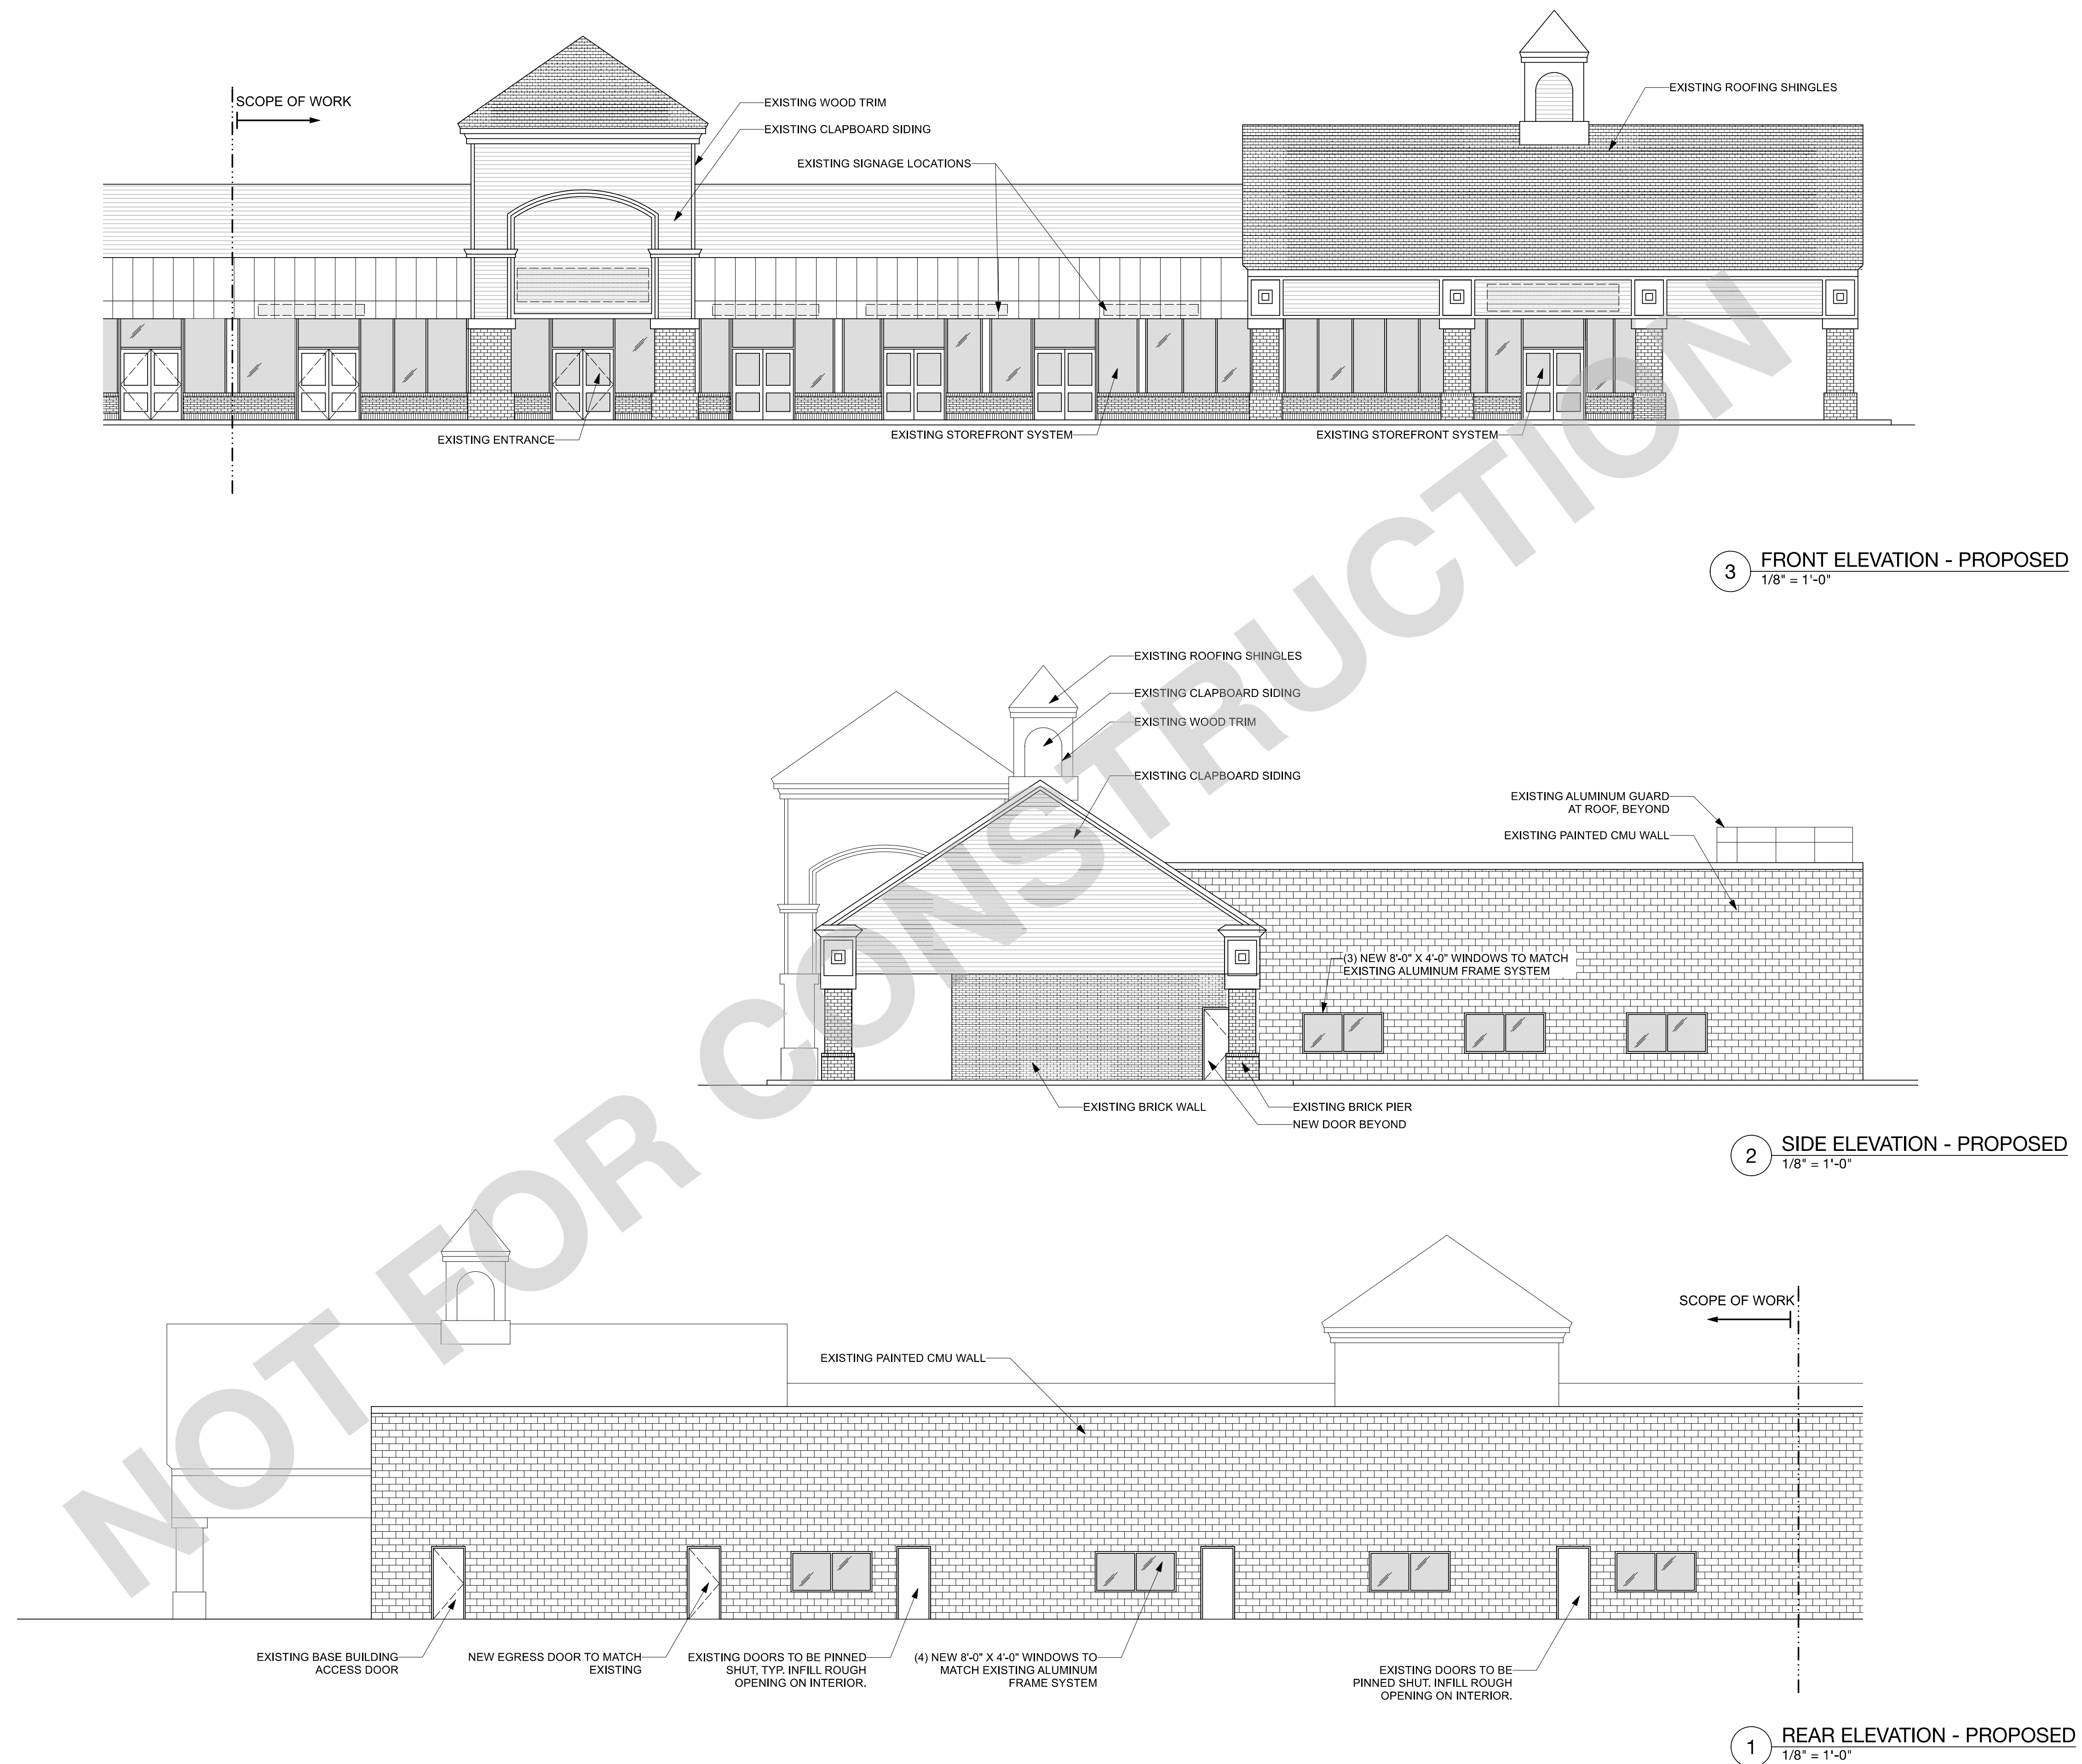 SCOPE OF WORK
EXISTING WOOD TRIM
EXISTING CLAPBOARD SIDING
EXISTING SIGNAGE LOCATIONS
EXISTING ROOFING SHINGLES
EXISTING ENTRANCE
EXISTING STOREFRONT SYSTEM
EXISTING STOREFRONT SYSTEM
3
FRONT ELEVATION - PROPOSED
1/8" = 1'-0"
EXISTING ROOFING SHINGLES
EXISTING CLAPBOARD SIDING
EXISTING WOOD TRIM
EXISTING CLAPBOARD SIDING
EXISTING ALUMINUM GUARD
AT ROOF, BEYOND
EXISTING PAINTED CMU WALL
(3) NEW 8'-0" X 4'-0" WINDOWS TO MATCH
EXISTING ALUMINUM FRAME SYSTEM
EXISTING BRICK WALL
EXISTING BRICK PIER
NEW DOOR BEYOND
2
SIDE ELEVATION - PROPOSED
1/8" = 1'-0"
NOT FOR CONSTRUCTION
SCOPE OF WORK
EXISTING PAINTED CMU WALL
EXISTING BASE BUILDING
ACCESS DOOR
NEW EGRESS DOOR TO MATCH
EXISTING
EXISTING DOORS TO BE PINNED
SHUT, TYP. INFILL ROUGH
OPENING ON INTERIOR.
(4) NEW 8'-0" X 4'-0" WINDOWS TO
MATCH EXISTING ALUMINUM
FRAME SYSTEM
EXISTING DOORS TO BE
PINNED SHUT. INFILL ROUGH
OPENING ON INTERIOR.
1
REAR ELEVATION - PROPOSED
1/8" = 1'-0"